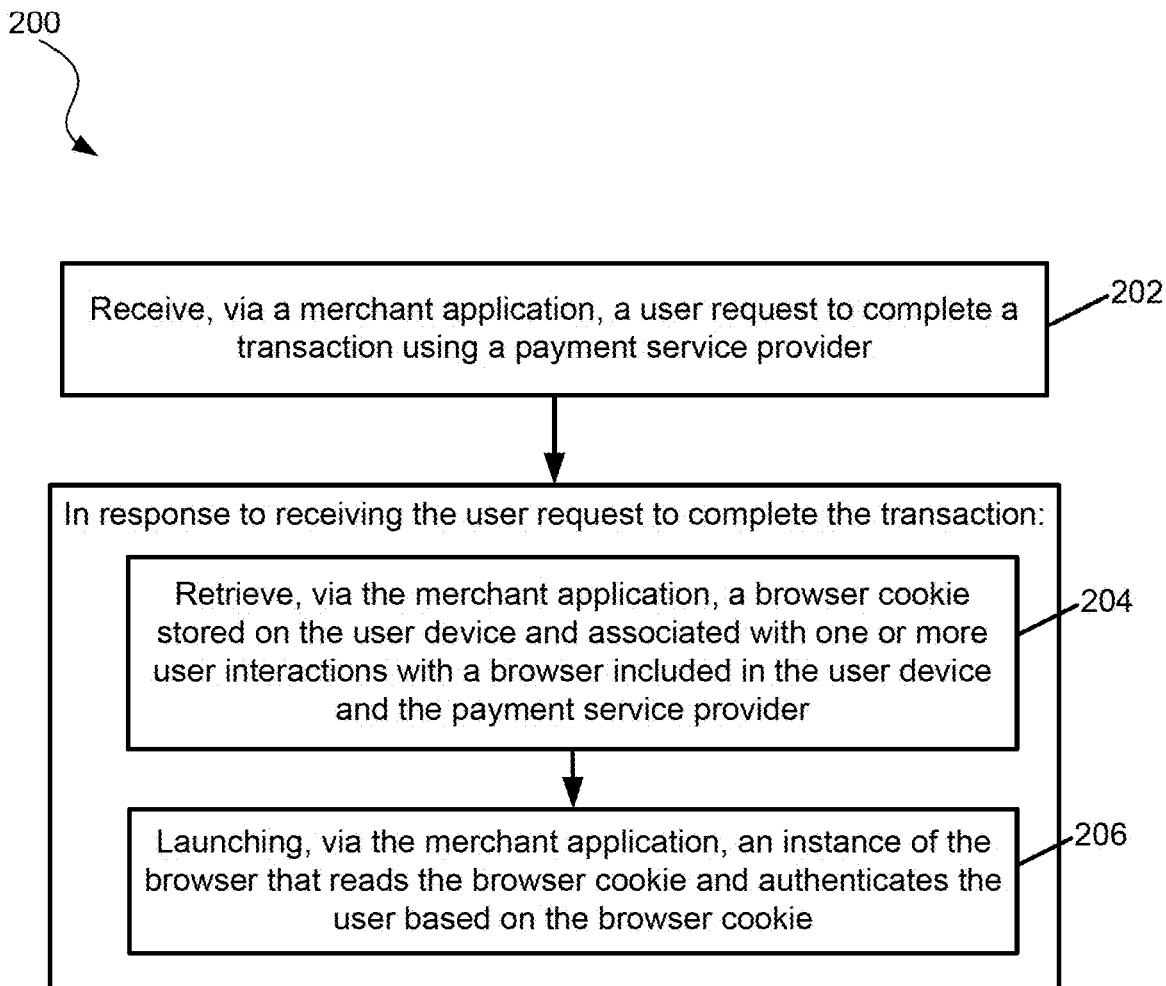 200
Receive, via a merchant application, a user request to complete a
transaction using a payment service provider
202
In response to receiving the user request to complete the transaction:
Retrieve, via the merchant application, a browser cookie
stored on the user device and associated with one or more
user interactions with a browser included in the user device
and the payment service provider
204
Launching, via the merchant application, an instance of the
browser that reads the browser cookie and authenticates the
user based on the browser cookie
206